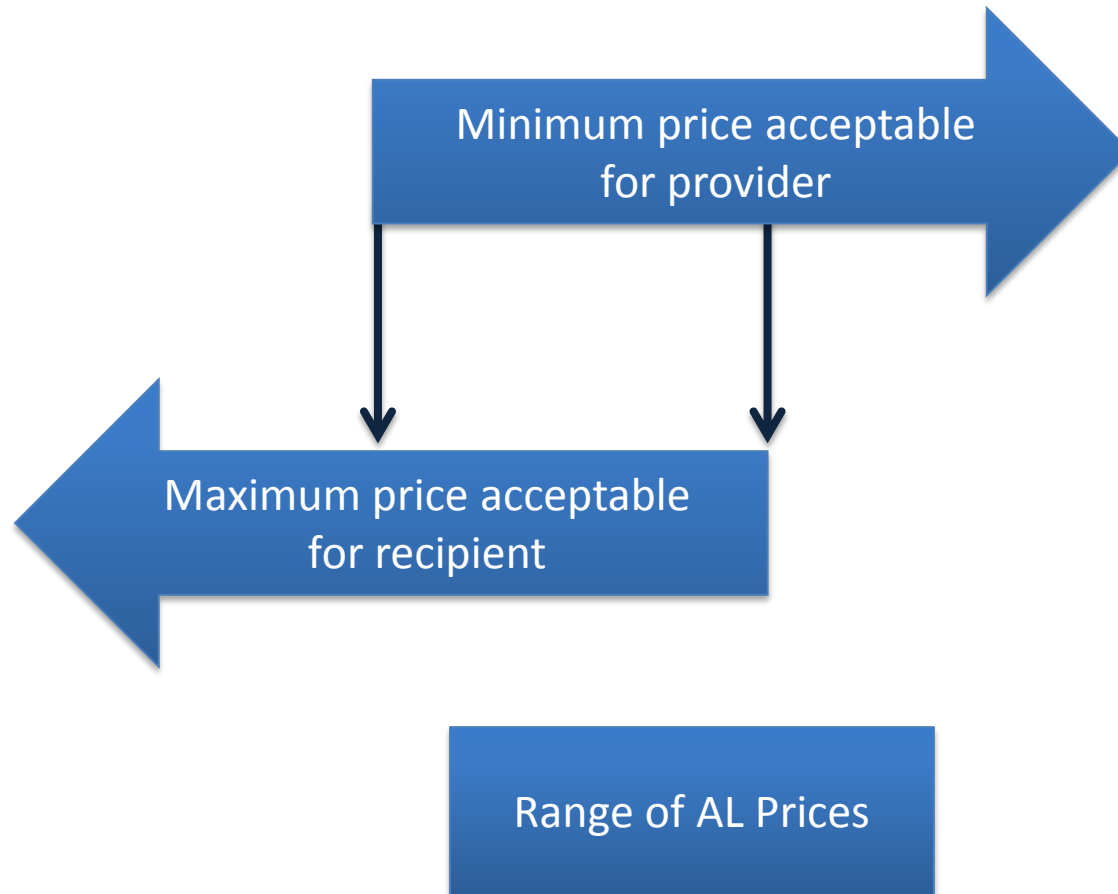 Minimum price acceptable
for provider
Maximum price acceptable
for recipient
Range of AL Prices